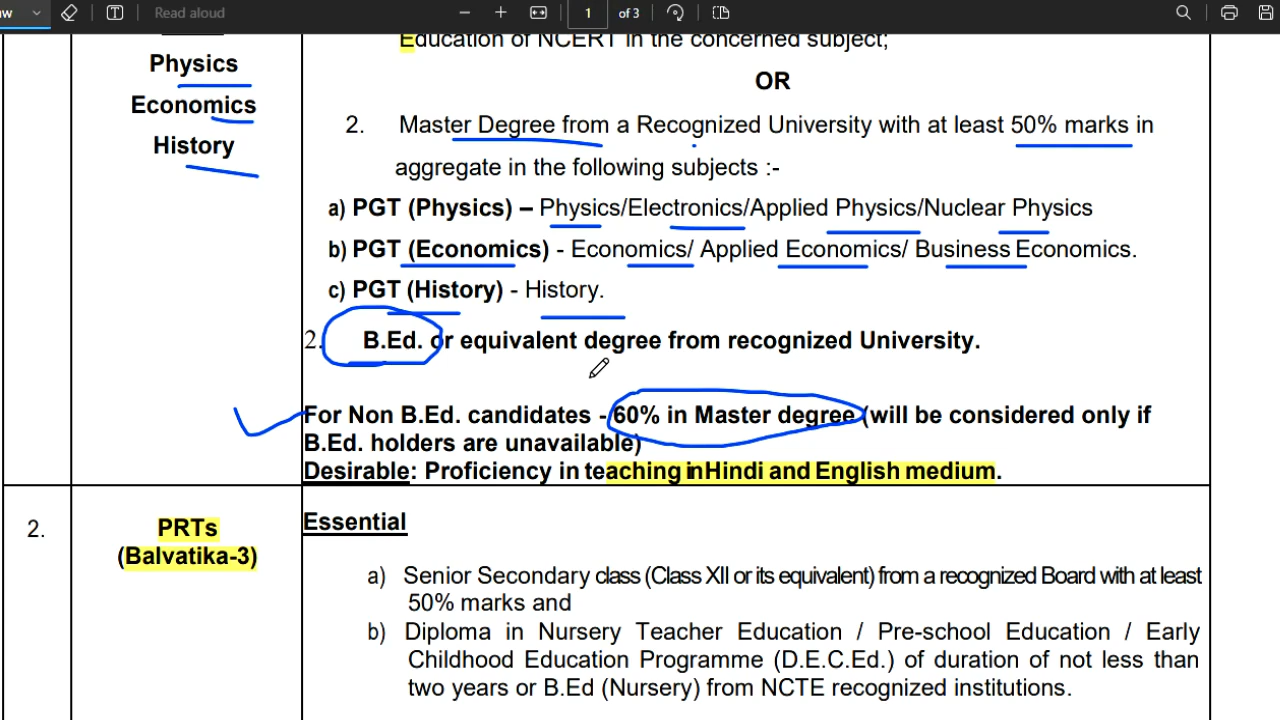 aw
Read aloud
1 of 3
Education of NCERT in the concerned subject;
Physics
Economics
History
OR
2. Master Degree from a Recognized University with at least 50% marks in
aggregate in the following subjects :-
a) PGT (Physics) – Physics/Electronics/Applied Physics/Nuclear Physics
b) PGT (Economics) - Economics/ Applied Economics/ Business Economics.
c) PGT (History) - History.
2. B.Ed. or equivalent degree from recognized University.
For Non B.Ed. candidates - 60% in Master degree (will be considered only if
B.Ed. holders are unavailable)
Desirable: Proficiency in teaching in Hindi and English medium.
2.
PRTs
(Balvatika-3)
Essential
a) Senior Secondary class (Class XII or its equivalent) from a recognized Board with at least
50% marks and
b) Diploma in Nursery Teacher Education / Pre-school Education / Early
Childhood Education Programme (D.E.C.Ed.) of duration of not less than
two years or B.Ed (Nursery) from NCTE recognized institutions.